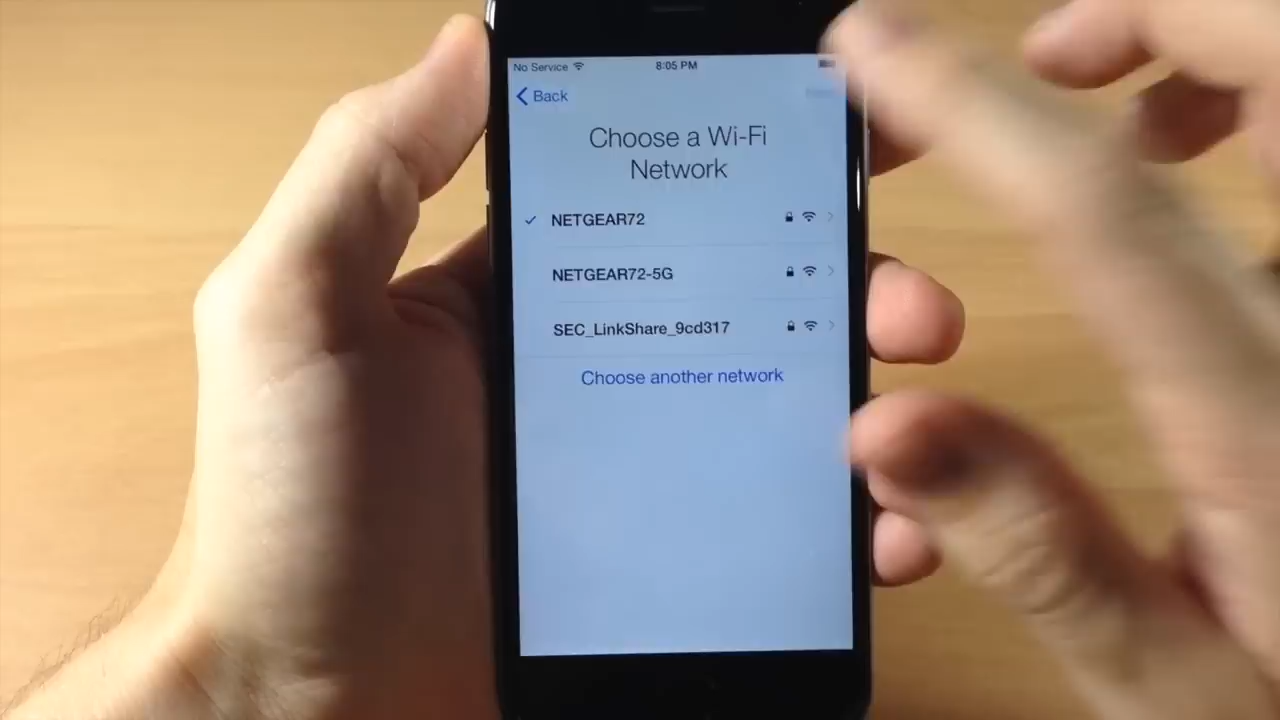 No Service 8:05 PM
Back
Choose a Wi-Fi
Network
NETGEAR72
NETGEAR72-5G
SEC_LinkShare_9cd317
Choose another network